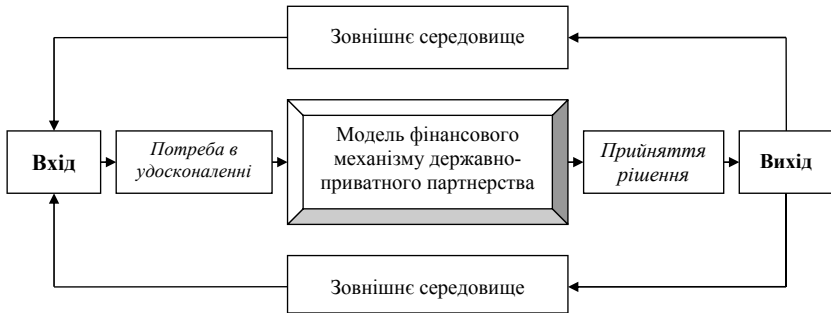 Зовнішнє середовище
Вхід
Потреба в
удосконаленні
Модель фінансового
механізму державно-
приватного партнерства
Прийняття
рішення
Вихід
Зовнішнє середовище